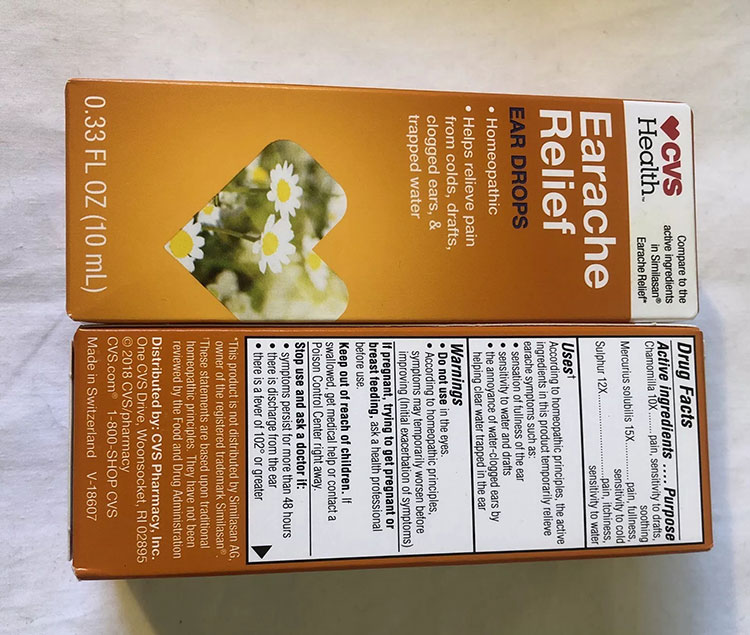 CVS
Health™
Compare to the
active ingredients
in Similasan®
Earache Relief*
Earache
Relief
EAR DROPS
• Homeopathic
• Helps relieve pain
from colds, drafts,
clogged ears, &
trapped water
0.33 FL OZ (10 mL)
Drug Facts
Active Ingredients ..... Purpose
Chamomilla 10X......pain, sensitivity to drafts,
soothing
Mercurius solubilis 15X............pain, fullness,
sensitivity to cold
Sulphur 12X..........................pain, itchiness,
sensitivity to water
Uses†
According to homeopathic principles, the active
ingredients in this product temporarily relieve
earache symptoms such as:
• sensation of fullness of the ear
• sensitivity to water and drafts
• the annoyance of water-clogged ears by
helping clear water trapped in the ear
Warnings
• Do not use in the eyes.
• According to homeopathic principles,
symptoms may temporarily worsen before
improving (initial exacerbation of symptoms)
If pregnant, trying to get pregnant or
breast feeding, ask a health professional
before use.
Keep out of reach of children. If
swallowed, get medical help or contact a
Poison Control Center right away.
Stop use and ask a doctor if:
• symptoms persist for more than 48 hours
• there is discharge from the ear
• there is a fever of 102° or greater
*This product is not distributed by Similasan AG,
owner of the registered trademark Similasan®.
†These statements are based upon traditional
homeopathic principles. They have not been
reviewed by the Food and Drug Administration
Distributed by: CVS Pharmacy, Inc.
One CVS Drive, Woonsocket, RI 02895
© 2018 CVS/pharmacy
CVS.com® 1-800-SHOP CVS
Made in Switzerland V-18607